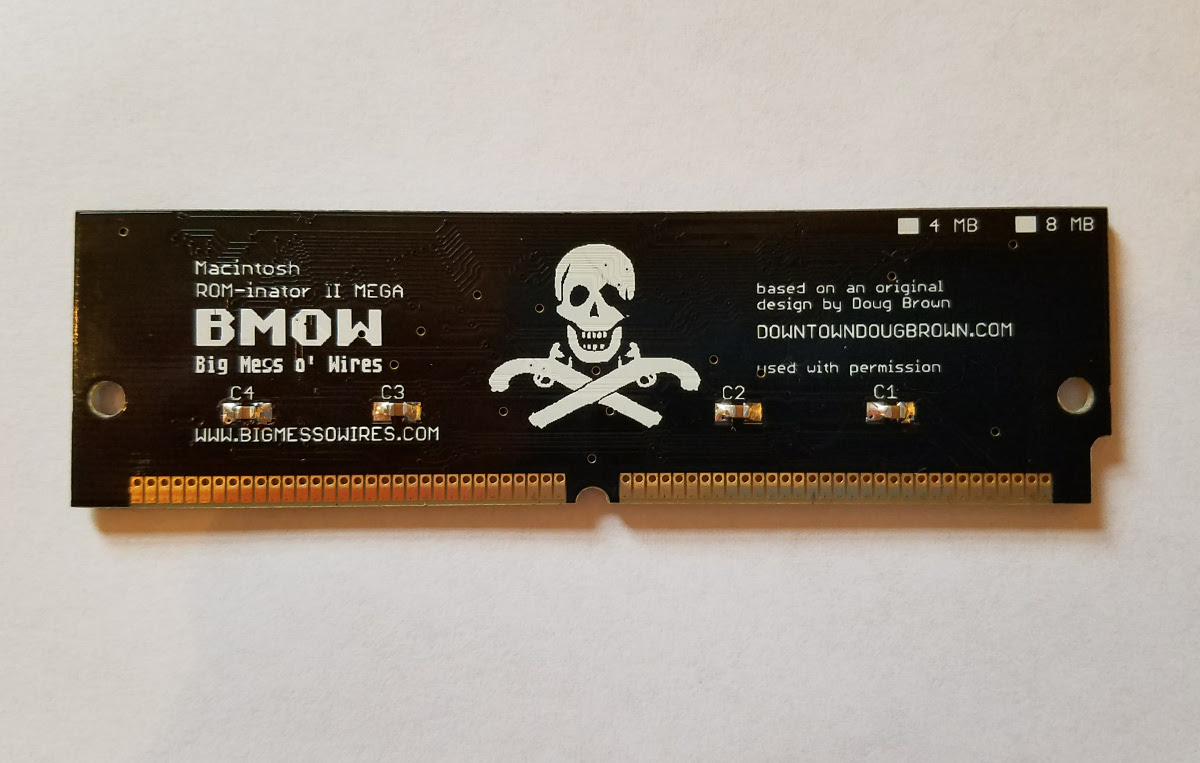 4 MB 8 MB
Macintosh
ROM-inator II MEGA
BMOW
Big Mess o' Wires
C4 C3
WWW.BIGMESSOWIRES.COM
based on an original
design by Doug Brown
DOWNTOWNDOUGBROWN.COM
used with permission
C2 C1